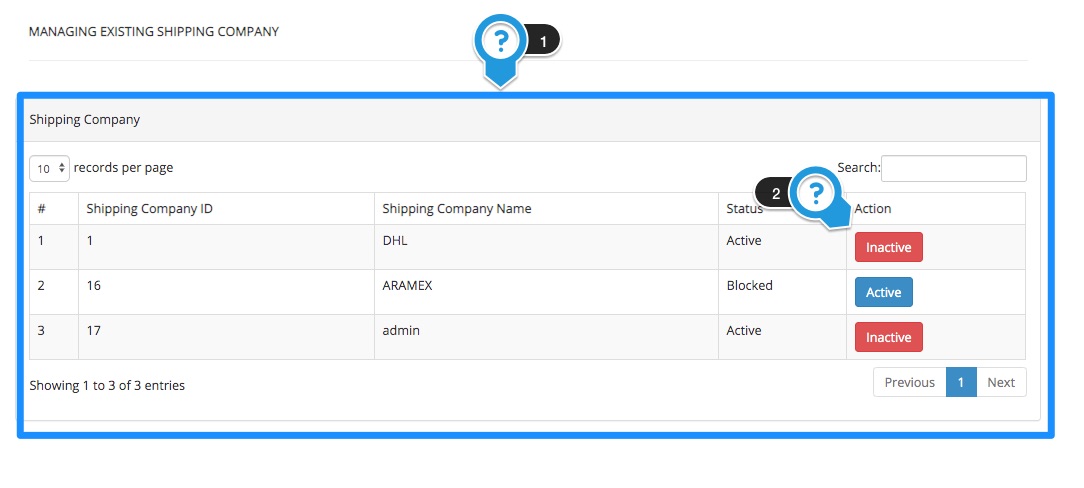 MANAGING EXISTING SHIPPING COMPANY
? 1
Shipping Company
10 records per page Search:
2 ?
# Shipping Company ID Shipping Company Name Status Action
1 1 DHL Active Inactive
2 16 ARAMEX Blocked Active
3 17 admin Active Inactive
Showing 1 to 3 of 3 entries Previous 1 Next